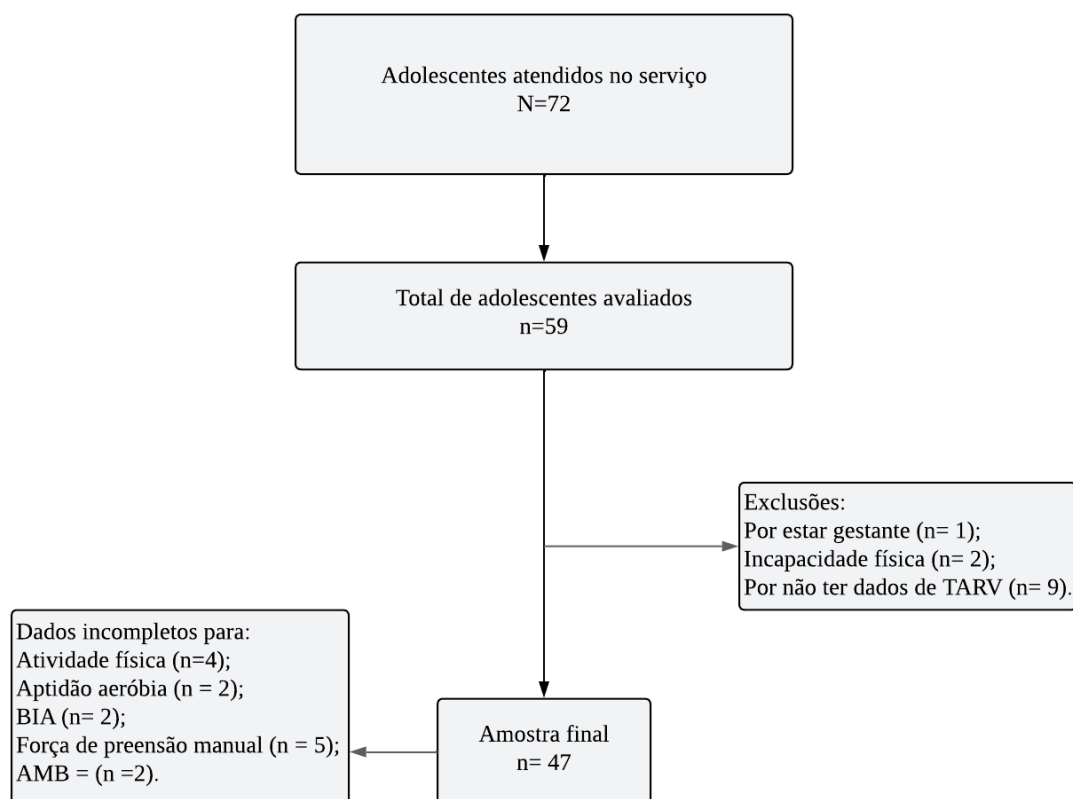 Adolescentes atendidos no serviço
N=72
Total de adolescentes avaliados
n=59
Exclusões:
Por estar gestante (n= 1);
Incapacidade física (n= 2);
Por não ter dados de TARV (n= 9).
Dados incompletos para:
Atividade física (n=4);
Aptidão aeróbia (n = 2);
BIA (n= 2);
Força de preensão manual (n = 5);
AMB = (n =2).
Amostra final
n= 47